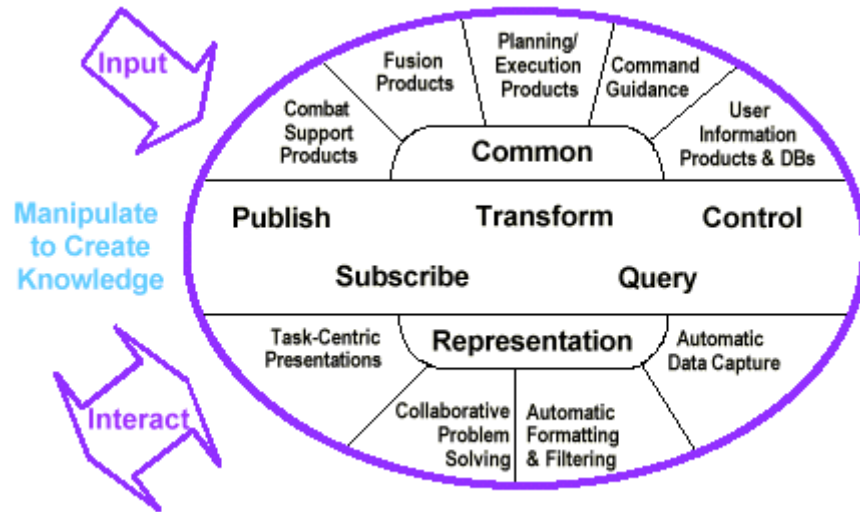 Input
Combat
Support
Products
Fusion
Products
Planning/
Execution
Products
Command
Guidance
User
Information
Products & DBs
Common
Manipulate
to Create
Knowledge
Publish
Transform
Control
Subscribe
Query
Interact
Task-Centric
Presentations
Representation
Automatic
Data Capture
Collaborative
Problem
Solving
Automatic
Formatting
& Filtering